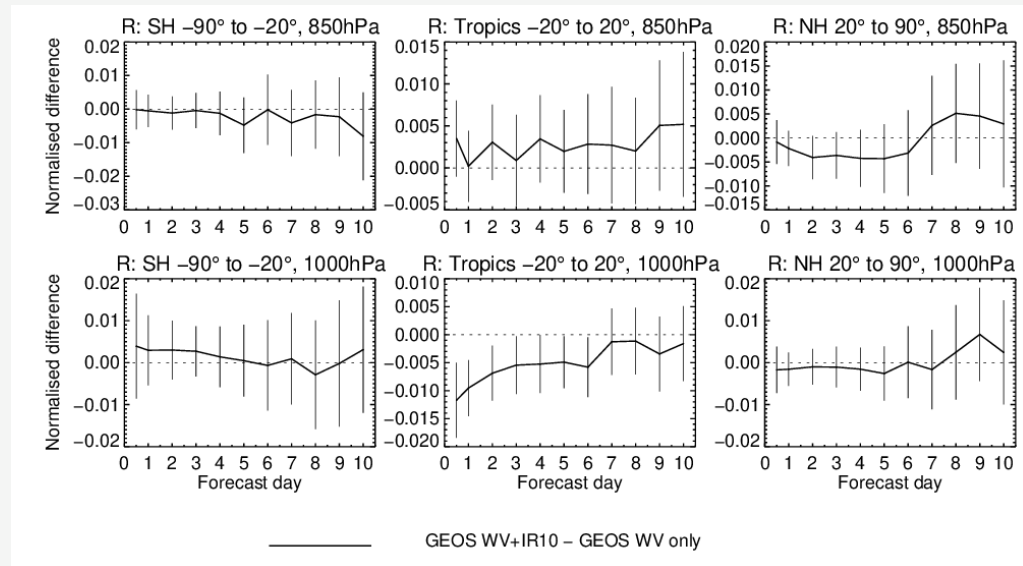 R: SH −90° to −20°, 850hPa
R: Tropics −20° to 20°, 850hPa
R: NH 20° to 90°, 850hPa
Normalised difference
0.02
0.01
0.00
−0.01
−0.02
−0.03
0 1 2 3 4 5 6 7 8 9 10
0.015
0.010
0.005
0.000
−0.005
0 1 2 3 4 5 6 7 8 9 10
0.020
0.015
0.010
0.005
0.000
−0.005
−0.010
−0.015
0 1 2 3 4 5 6 7 8 9 10
R: SH −90° to −20°, 1000hPa
R: Tropics −20° to 20°, 1000hPa
R: NH 20° to 90°, 1000hPa
Normalised difference
0.02
0.01
0.00
−0.01
−0.02
0 1 2 3 4 5 6 7 8 9 10
Forecast day
0.010
0.005
0.000
−0.005
−0.010
−0.015
−0.020
0 1 2 3 4 5 6 7 8 9 10
Forecast day
0.02
0.01
0.00
−0.01
−0.02
0 1 2 3 4 5 6 7 8 9 10
Forecast day
GEOS WV+IR10 − GEOS WV only